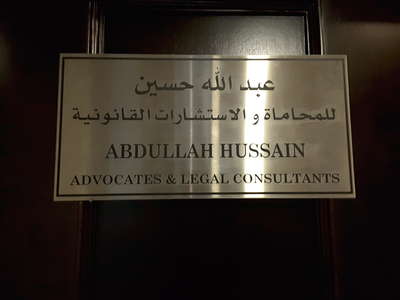 عبد الله حسين
للمحاماة و الاستشارات القانونية
ABDULLAH HUSSAIN
ADVOCATES & LEGAL CONSULTANTS